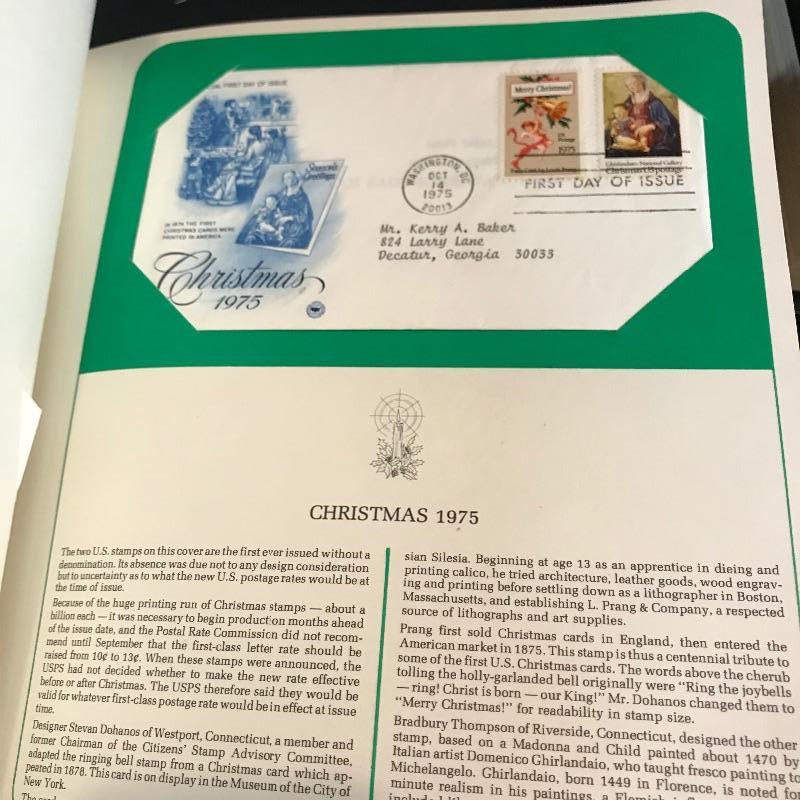 FIRST DAY OF ISSUE
Season's
Greetings
IN 1874 THE FIRST
CHRISTMAS CARDS WERE
PRINTED IN AMERICA
Christmas
1975
WASHINGTON, DC
OCT
14
1975
20013
Merry Christmas!
US
Postage
1975
Ghirlandaio: National Gallery
Christmas US postage
FIRST DAY OF ISSUE
Mr. Kerry A. Baker
824 Larry Lane
Decatur, Georgia 30033
CHRISTMAS 1975
The two U.S. stamps on this cover are the first ever issued without a
denomination. Its absence was due not to any design consideration
but to uncertainty as to what the new U.S. postage rates would be at
the time of issue.
Because of the huge printing run of Christmas stamps — about a
billion each — it was necessary to begin production months ahead
of the issue date, and the Postal Rate Commission did not recom-
mend until September that the first-class letter rate should be
raised from 10¢ to 13¢. When these stamps were announced, the
USPS had not decided whether to make the new rate effective
before or after Christmas. The USPS therefore said they would be
valid for whatever first-class postage rate would be in effect at issue
time.
Designer Stevan Dohanos of Westport, Connecticut, a member and
former Chairman of the Citizens' Stamp Advisory Committee,
adapted the ringing bell stamp from a Christmas card which ap-
peared in 1878. This card is on display in the Museum of the City of
New York.
The card
sian Silesia. Beginning at age 13 as an apprentice in dieing and
printing calico, he tried architecture, leather goods, wood engrav-
ing and printing before settling down as a lithographer in Boston,
Massachusetts, and establishing L. Prang & Company, a respected
source of lithographs and art supplies.
Prang first sold Christmas cards in England, then entered the
American market in 1875. This stamp is thus a centennial tribute to
some of the first U.S. Christmas cards. The words above the cherub
tolling the holly-garlanded bell originally were "Ring the joybells
— ring! Christ is born — our King!" Mr. Dohanos changed them to
"Merry Christmas!" for readability in stamp size.
Bradbury Thompson of Riverside, Connecticut, designed the other
stamp, based on a Madonna and Child painted about 1470 by
Italian artist Domenico Ghirlandaio, who taught fresco painting to
Michelangelo. Ghirlandaio, born 1449 in Florence, is noted for
minute realism in his paintings, a Flemish